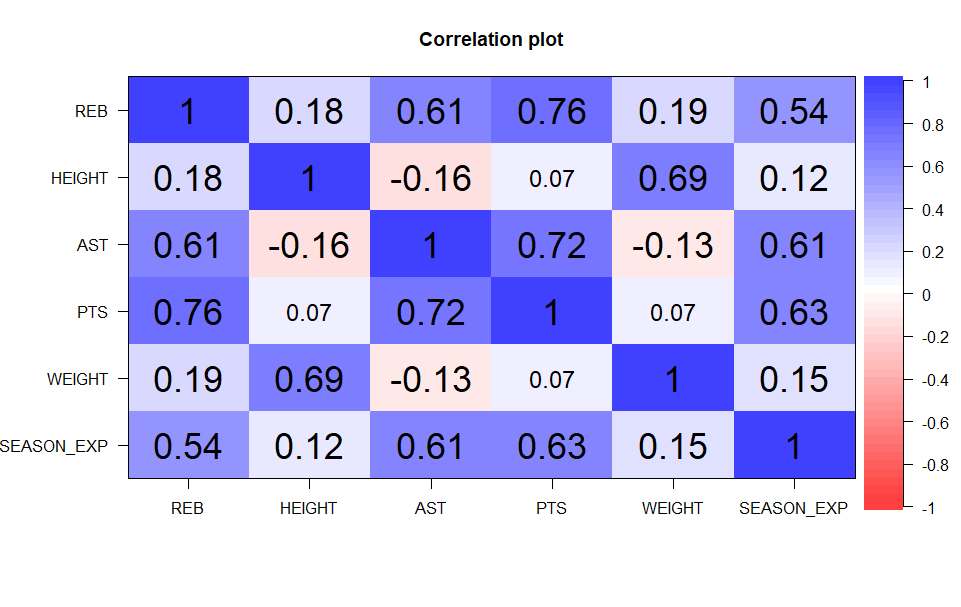 Correlation plot
REB 1 0.18 0.61 0.76 0.19 0.54
HEIGHT 0.18 1 -0.16 0.07 0.69 0.12
AST 0.61 -0.16 1 0.72 -0.13 0.61
PTS 0.76 0.07 0.72 1 0.07 0.63
WEIGHT 0.19 0.69 -0.13 0.07 1 0.15
SEASON_EXP 0.54 0.12 0.61 0.63 0.15 1
REB HEIGHT AST PTS WEIGHT SEASON_EXP
1
0.8
0.6
0.4
0.2
0
-0.2
-0.4
-0.6
-0.8
-1